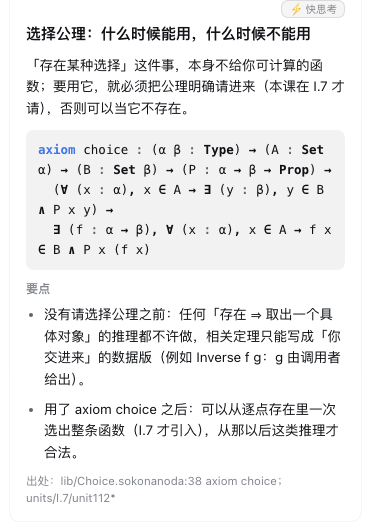 ⚡ 快思考
选择公理：什么时候能用，什么时候不能用
「存在某种选择」这件事，本身不给你可计算的函
数；要用它，就必须把公理明确请进来（本课在 I.7 才
请），否则可以当它不存在。
axiom choice : (α β : Type) → (A : Set
α) → (B : Set β) → (P : α → β → Prop) →
(∀ (x : α), x ∈ A → ∃ (y : β), y ∈ B
∧ P x y) →
∃ (f : α → β), ∀ (x : α), x ∈ A → f x
∈ B ∧ P x (f x)
要点
• 没有请选择公理之前：任何「存在 ⇒ 取出一个具
体对象」的推理都不许做，相关定理只能写成「你
交进来」的数据版（例如 Inverse f g：g 由调用者
给出）。
• 用了 axiom choice 之后：可以从逐点存在里一次
选出整条函数（I.7 才引入），从那以后这类推理才
合法。
出处：lib/Choice.sokonanoda:38 axiom choice；
units/I.7/unit112*